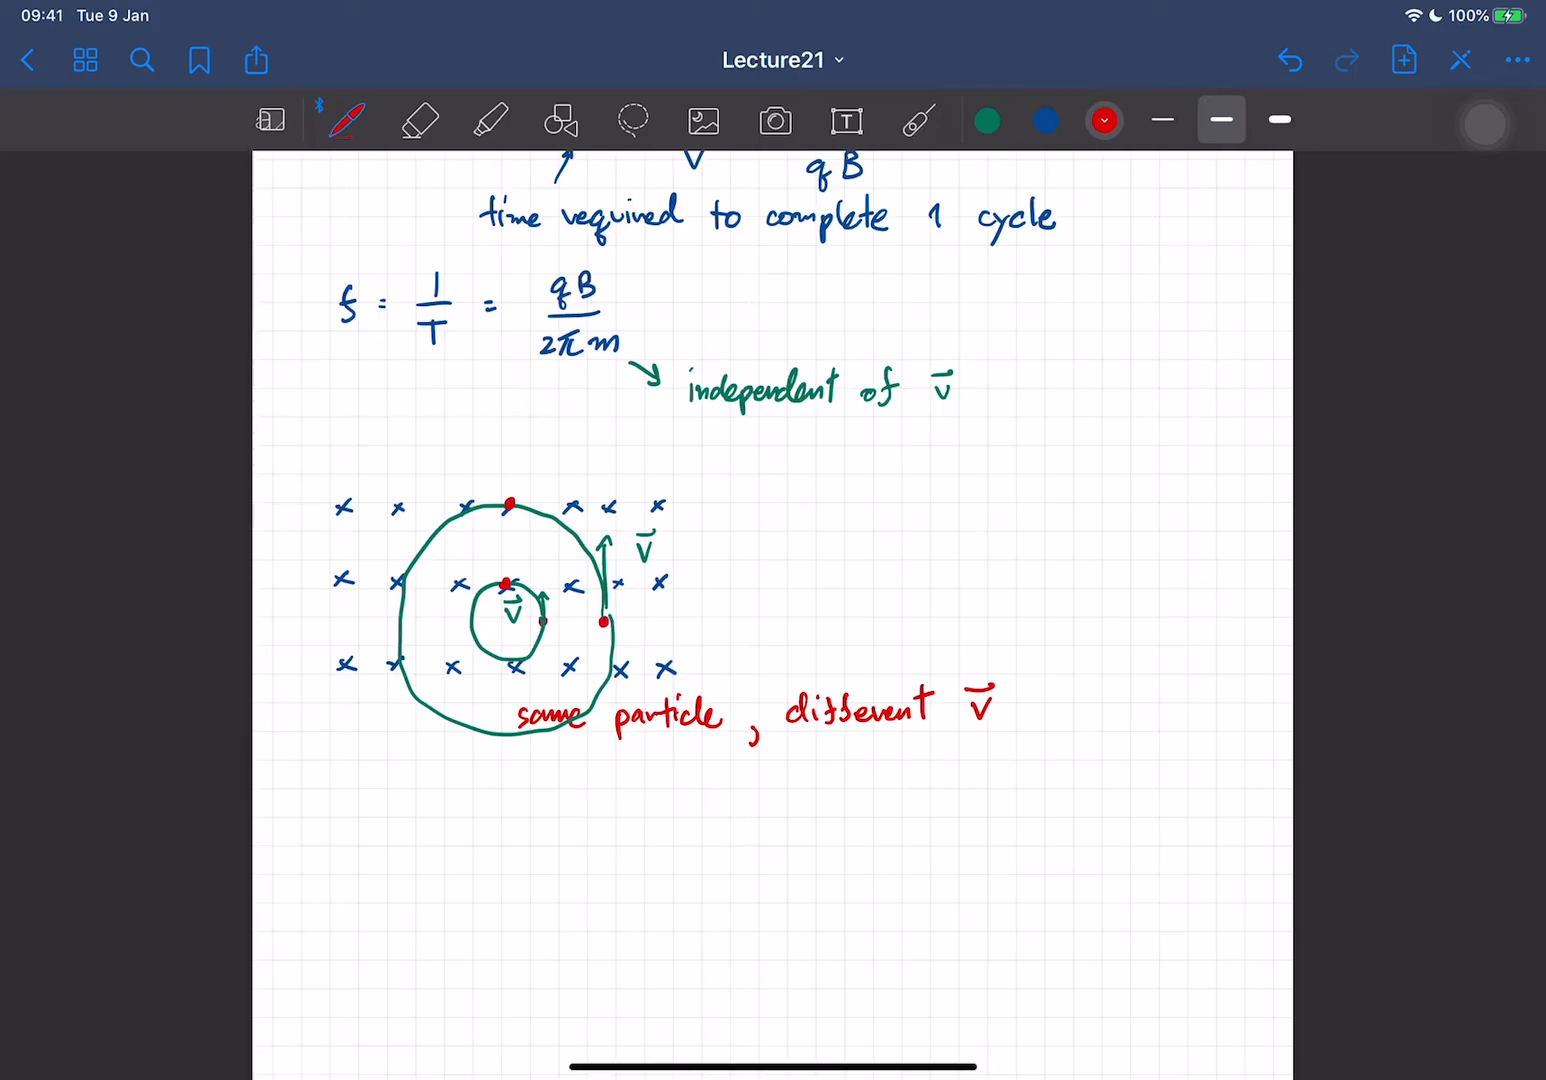 09:41 Tue 9 Jan 100%
Lecture21
T
v qB
time required to complete 1 cycle
f = 1/T = qB/2πm
independent of v⃗
x x x x x x x
v⃗
x x x x x x x
v⃗
x x x x x x x
same particle, different v⃗